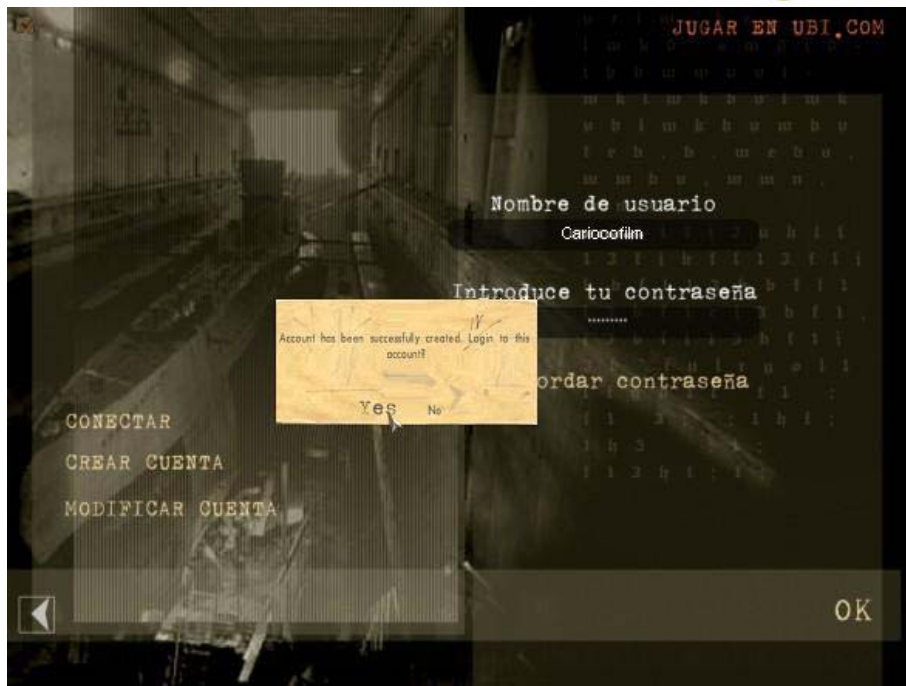 JUGAR EN UBI.COM
Nombre de usuario
Cariocofilm
Introduce tu contraseña
*********
Account has been successfully created. Login to this
account?
Yes No
ordar contraseña
CONECTAR
CREAR CUENTA
MODIFICAR CUENTA
OK